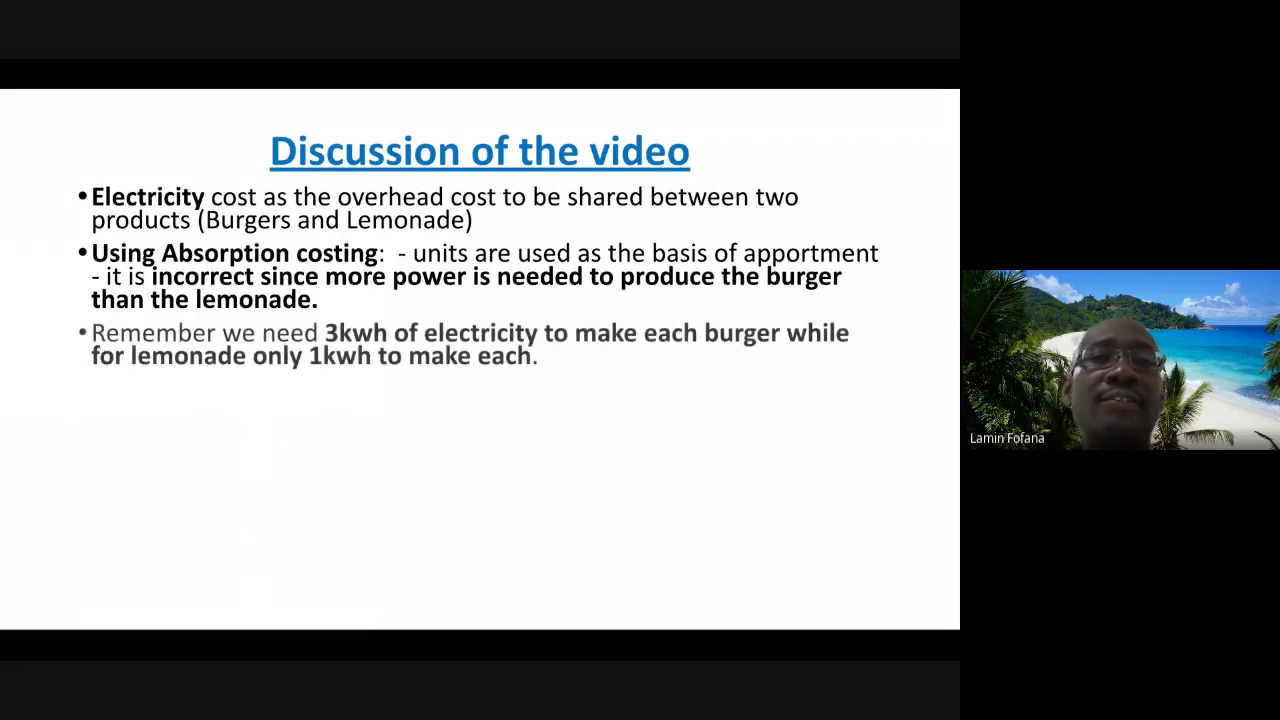 Discussion of the video
•Electricity cost as the overhead cost to be shared between two
products (Burgers and Lemonade)
•Using Absorption costing:  - units are used as the basis of apportment
- it is incorrect since more power is needed to produce the burger
than the lemonade.
•Remember we need 3kwh of electricity to make each burger while
for lemonade only 1kwh to make each.
Lamin Fofana